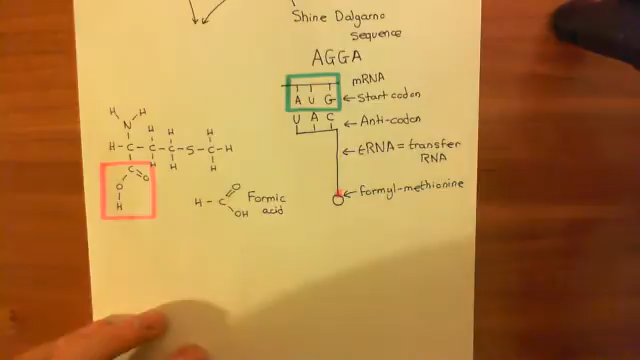 Shine Dalgarno
Sequence
AGGA
mRNA
A U G
Start codon
U A C
Anti-codon
tRNA = transfer
RNA
formyl-methionine
H H
N
H H H
H-C-C-C-S-C-H
H H H
C
O O
H
H-C
O
OH
Formic
acid